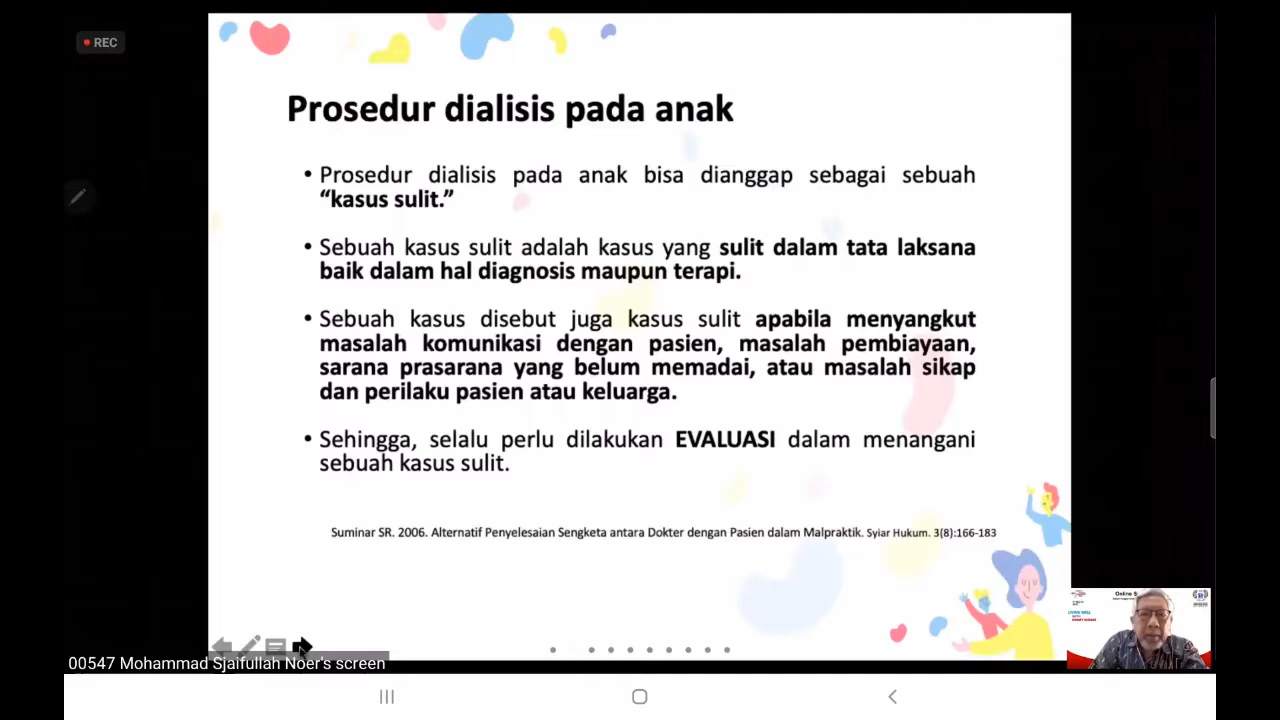 REC
Prosedur dialisis pada anak
• Prosedur dialisis pada anak bisa dianggap sebagai sebuah
“kasus sulit.”
• Sebuah kasus sulit adalah kasus yang sulit dalam tata laksana
baik dalam hal diagnosis maupun terapi.
• Sebuah kasus disebut juga kasus sulit apabila menyangkut
masalah komunikasi dengan pasien, masalah pembiayaan,
sarana prasarana yang belum memadai, atau masalah sikap
dan perilaku pasien atau keluarga.
• Sehingga, selalu perlu dilakukan EVALUASI dalam menangani
sebuah kasus sulit.
Suminar SR. 2006. Alternatif Penyelesaian Sengketa antara Dokter dengan Pasien dalam Malpraktik. Syiar Hukum. 3(8):166-183
Online
00547 Mohammad Sjaifullah Noer's screen